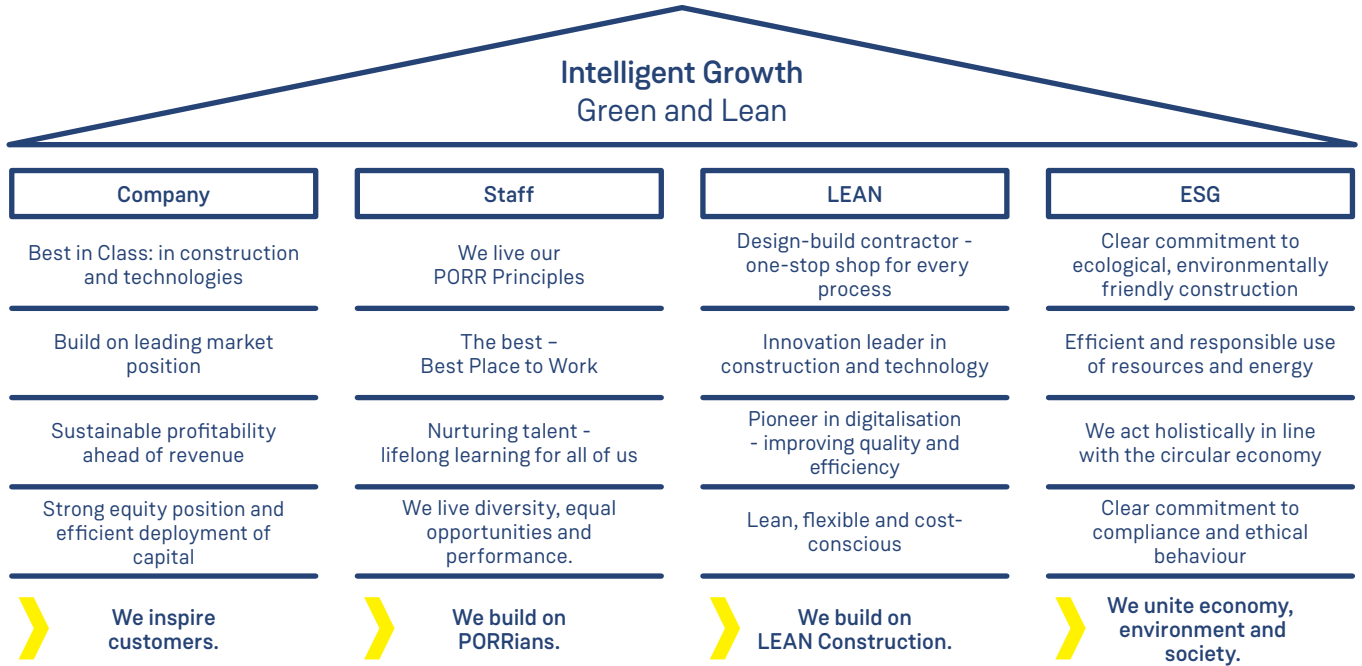 Intelligent Growth
Green and Lean
Company
Best in Class: in construction
and technologies
Build on leading market
position
Sustainable profitability
ahead of revenue
Strong equity position and
efficient deployment of
capital
We inspire
customers.
Staff
We live our
PORR Principles
The best –
Best Place to Work
Nurturing talent -
lifelong learning for all of us
We live diversity, equal
opportunities and
performance.
We build on
PORRians.
LEAN
Design-build contractor -
one-stop shop for every
process
Innovation leader in
construction and technology
Pioneer in digitalisation
- improving quality and
efficiency
Lean, flexible and cost-
conscious
We build on
LEAN Construction.
ESG
Clear commitment to
ecological, environmentally
friendly construction
Efficient and responsible use
of resources and energy
We act holistically in line
with the circular economy
Clear commitment to
compliance and ethical
behaviour
We unite economy,
environment and
society.